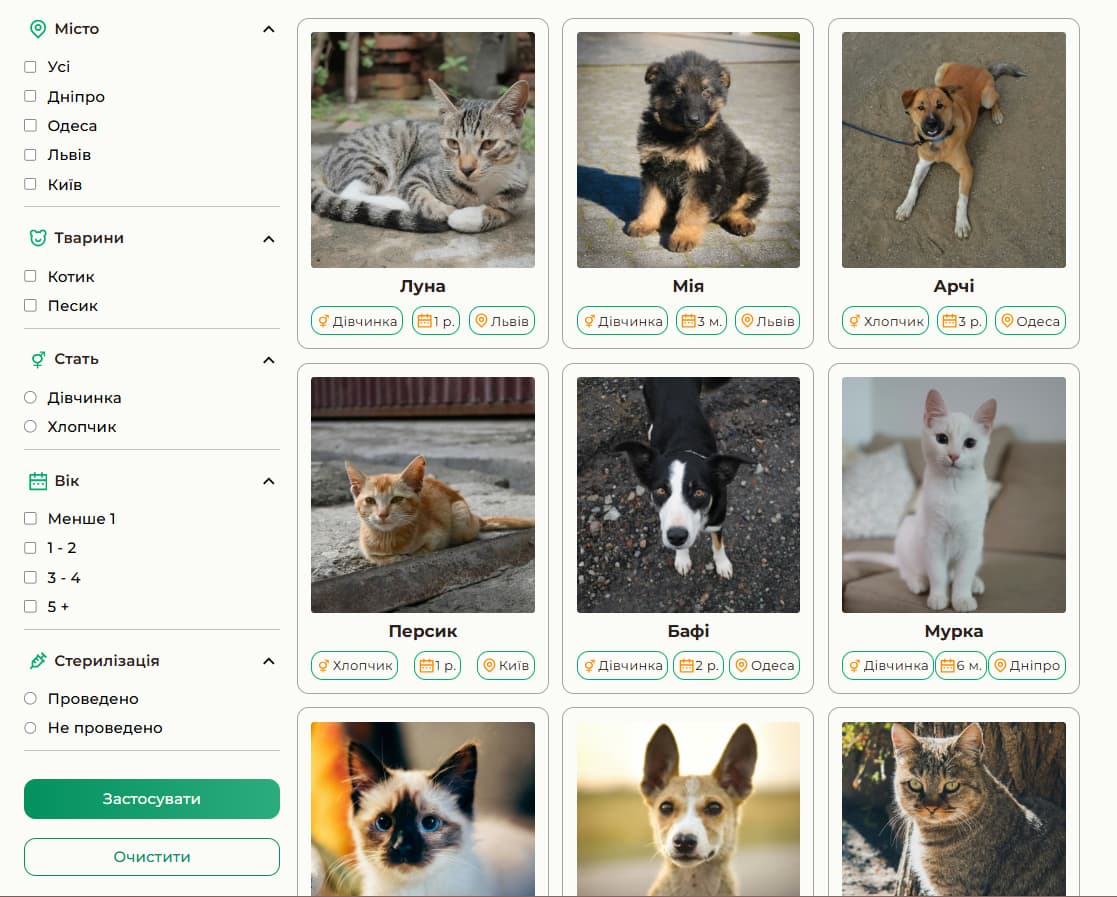 Місто
Усі
Дніпро
Одеса
Львів
Київ
Тварини
Котик
Песик
Стать
Дівчинка
Хлопчик
Вік
Менше 1
1 - 2
3 - 4
5 +
Стерилізація
Проведено
Не проведено
Застосувати
Очистити
Луна
Дівчинка 1 р. Львів
Мія
Дівчинка 3 м. Львів
Арчі
Хлопчик 3 р. Одеса
Персик
Хлопчик 1 р. Київ
Бафі
Дівчинка 2 р. Одеса
Мурка
Дівчинка 6 м. Дніпро